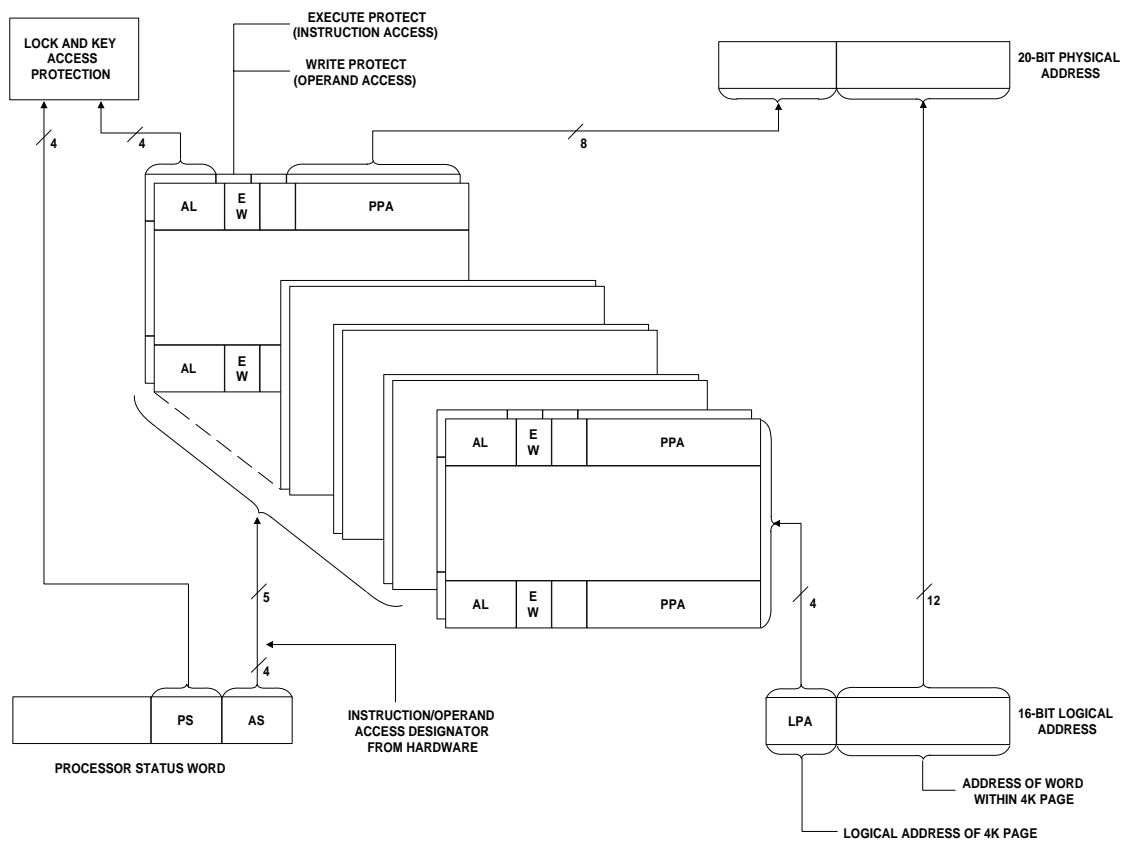 EXECUTE PROTECT
(INSTRUCTION ACCESS)
LOCK AND KEY
ACCESS
PROTECTION
WRITE PROTECT
(OPERAND ACCESS)
20-BIT PHYSICAL
ADDRESS
4
4
8
AL
E
W
PPA
AL
E
W
AL
E
W
PPA
AL
E
W
PPA
5
4
4
12
PS
AS
LPA
16-BIT LOGICAL
ADDRESS
INSTRUCTION/OPERAND
ACCESS DESIGNATOR
FROM HARDWARE
PROCESSOR STATUS WORD
ADDRESS OF WORD
WITHIN 4K PAGE
LOGICAL ADDRESS OF 4K PAGE